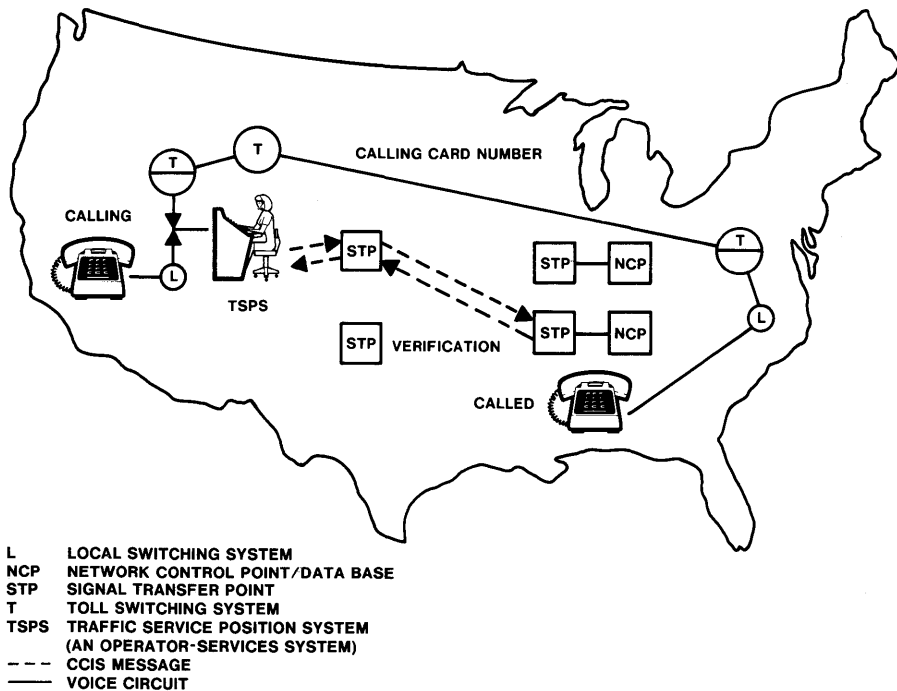 CALLING CARD NUMBER
T
T
CALLING
L
TSPS
STP
STP
VERIFICATION
STP NCP
STP NCP
T
L
CALLED
L LOCAL SWITCHING SYSTEM
NCP NETWORK CONTROL POINT/DATA BASE
STP SIGNAL TRANSFER POINT
T TOLL SWITCHING SYSTEM
TSPS TRAFFIC SERVICE POSITION SYSTEM
(AN OPERATOR-SERVICES SYSTEM)
--- CCIS MESSAGE
—— VOICE CIRCUIT